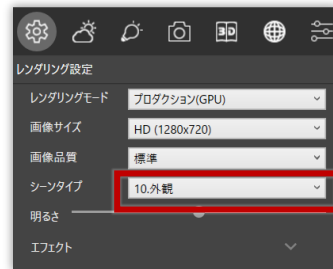 3D
レンダリング設定
レンダリングモード プロダクション(GPU)
画像サイズ HD (1280x720)
画像品質 標準
シーンタイプ 10.外観
明るさ
エフェクト